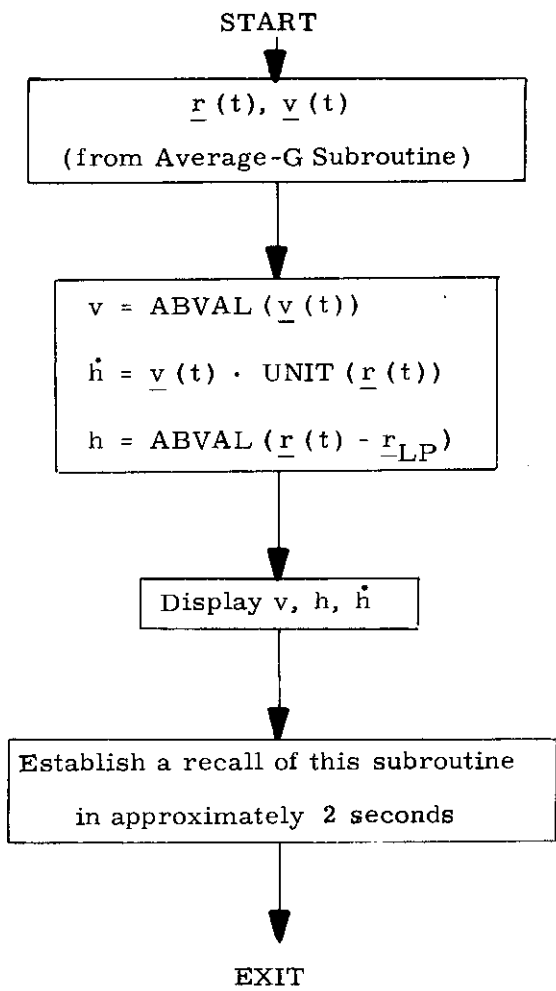 START
r (t), v (t)
(from Average-G Subroutine)
v = ABVAL (v (t))
ḣ = v (t) · UNIT (r (t))
h = ABVAL (r (t) - r_LP)
Display v, h, ḣ
Establish a recall of this subroutine
in approximately 2 seconds
EXIT